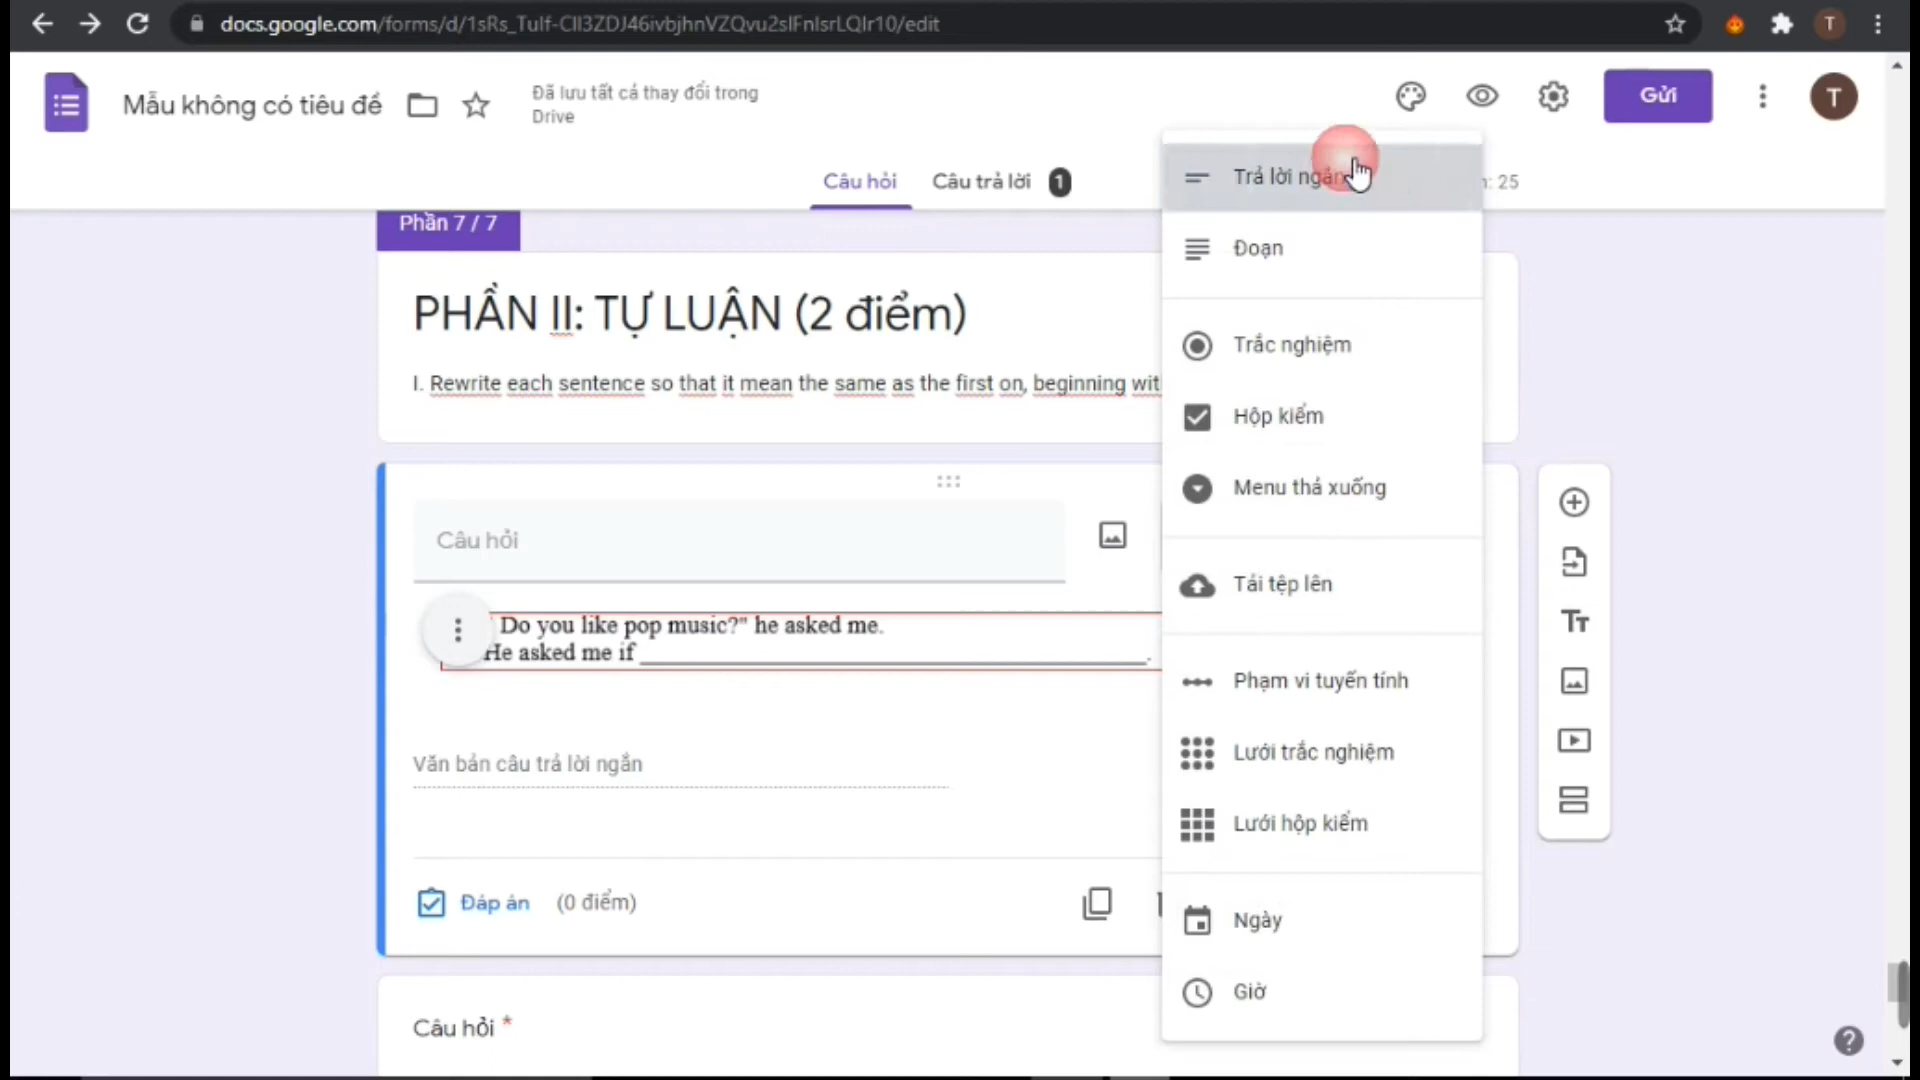 docs.google.com/forms/d/1sRs_TuIf-ClI3ZDJ46ivbjhnVZQvu2sIFnIsrLQIr10/edit
T
Mẫu không có tiêu đề
Đã lưu tất cả thay đổi trong
Drive
Gửi
T
Câu hỏi
Câu trả lời
1
: 25
Phần 7 / 7
PHẦN II: TỰ LUẬN (2 điểm)
I. Rewrite each sentence so that it mean the same as the first on, beginning wit
Câu hỏi
Do you like pop music?" he asked me.
He asked me if ______________________________.
Văn bản câu trả lời ngắn
Đáp án
(0 điểm)
Câu hỏi *
Trả lời ngắn
Đoạn
Trắc nghiệm
Hộp kiểm
Menu thả xuống
Tải tệp lên
Phạm vi tuyến tính
Lưới trắc nghiệm
Lưới hộp kiểm
Ngày
Giờ
Tт
?